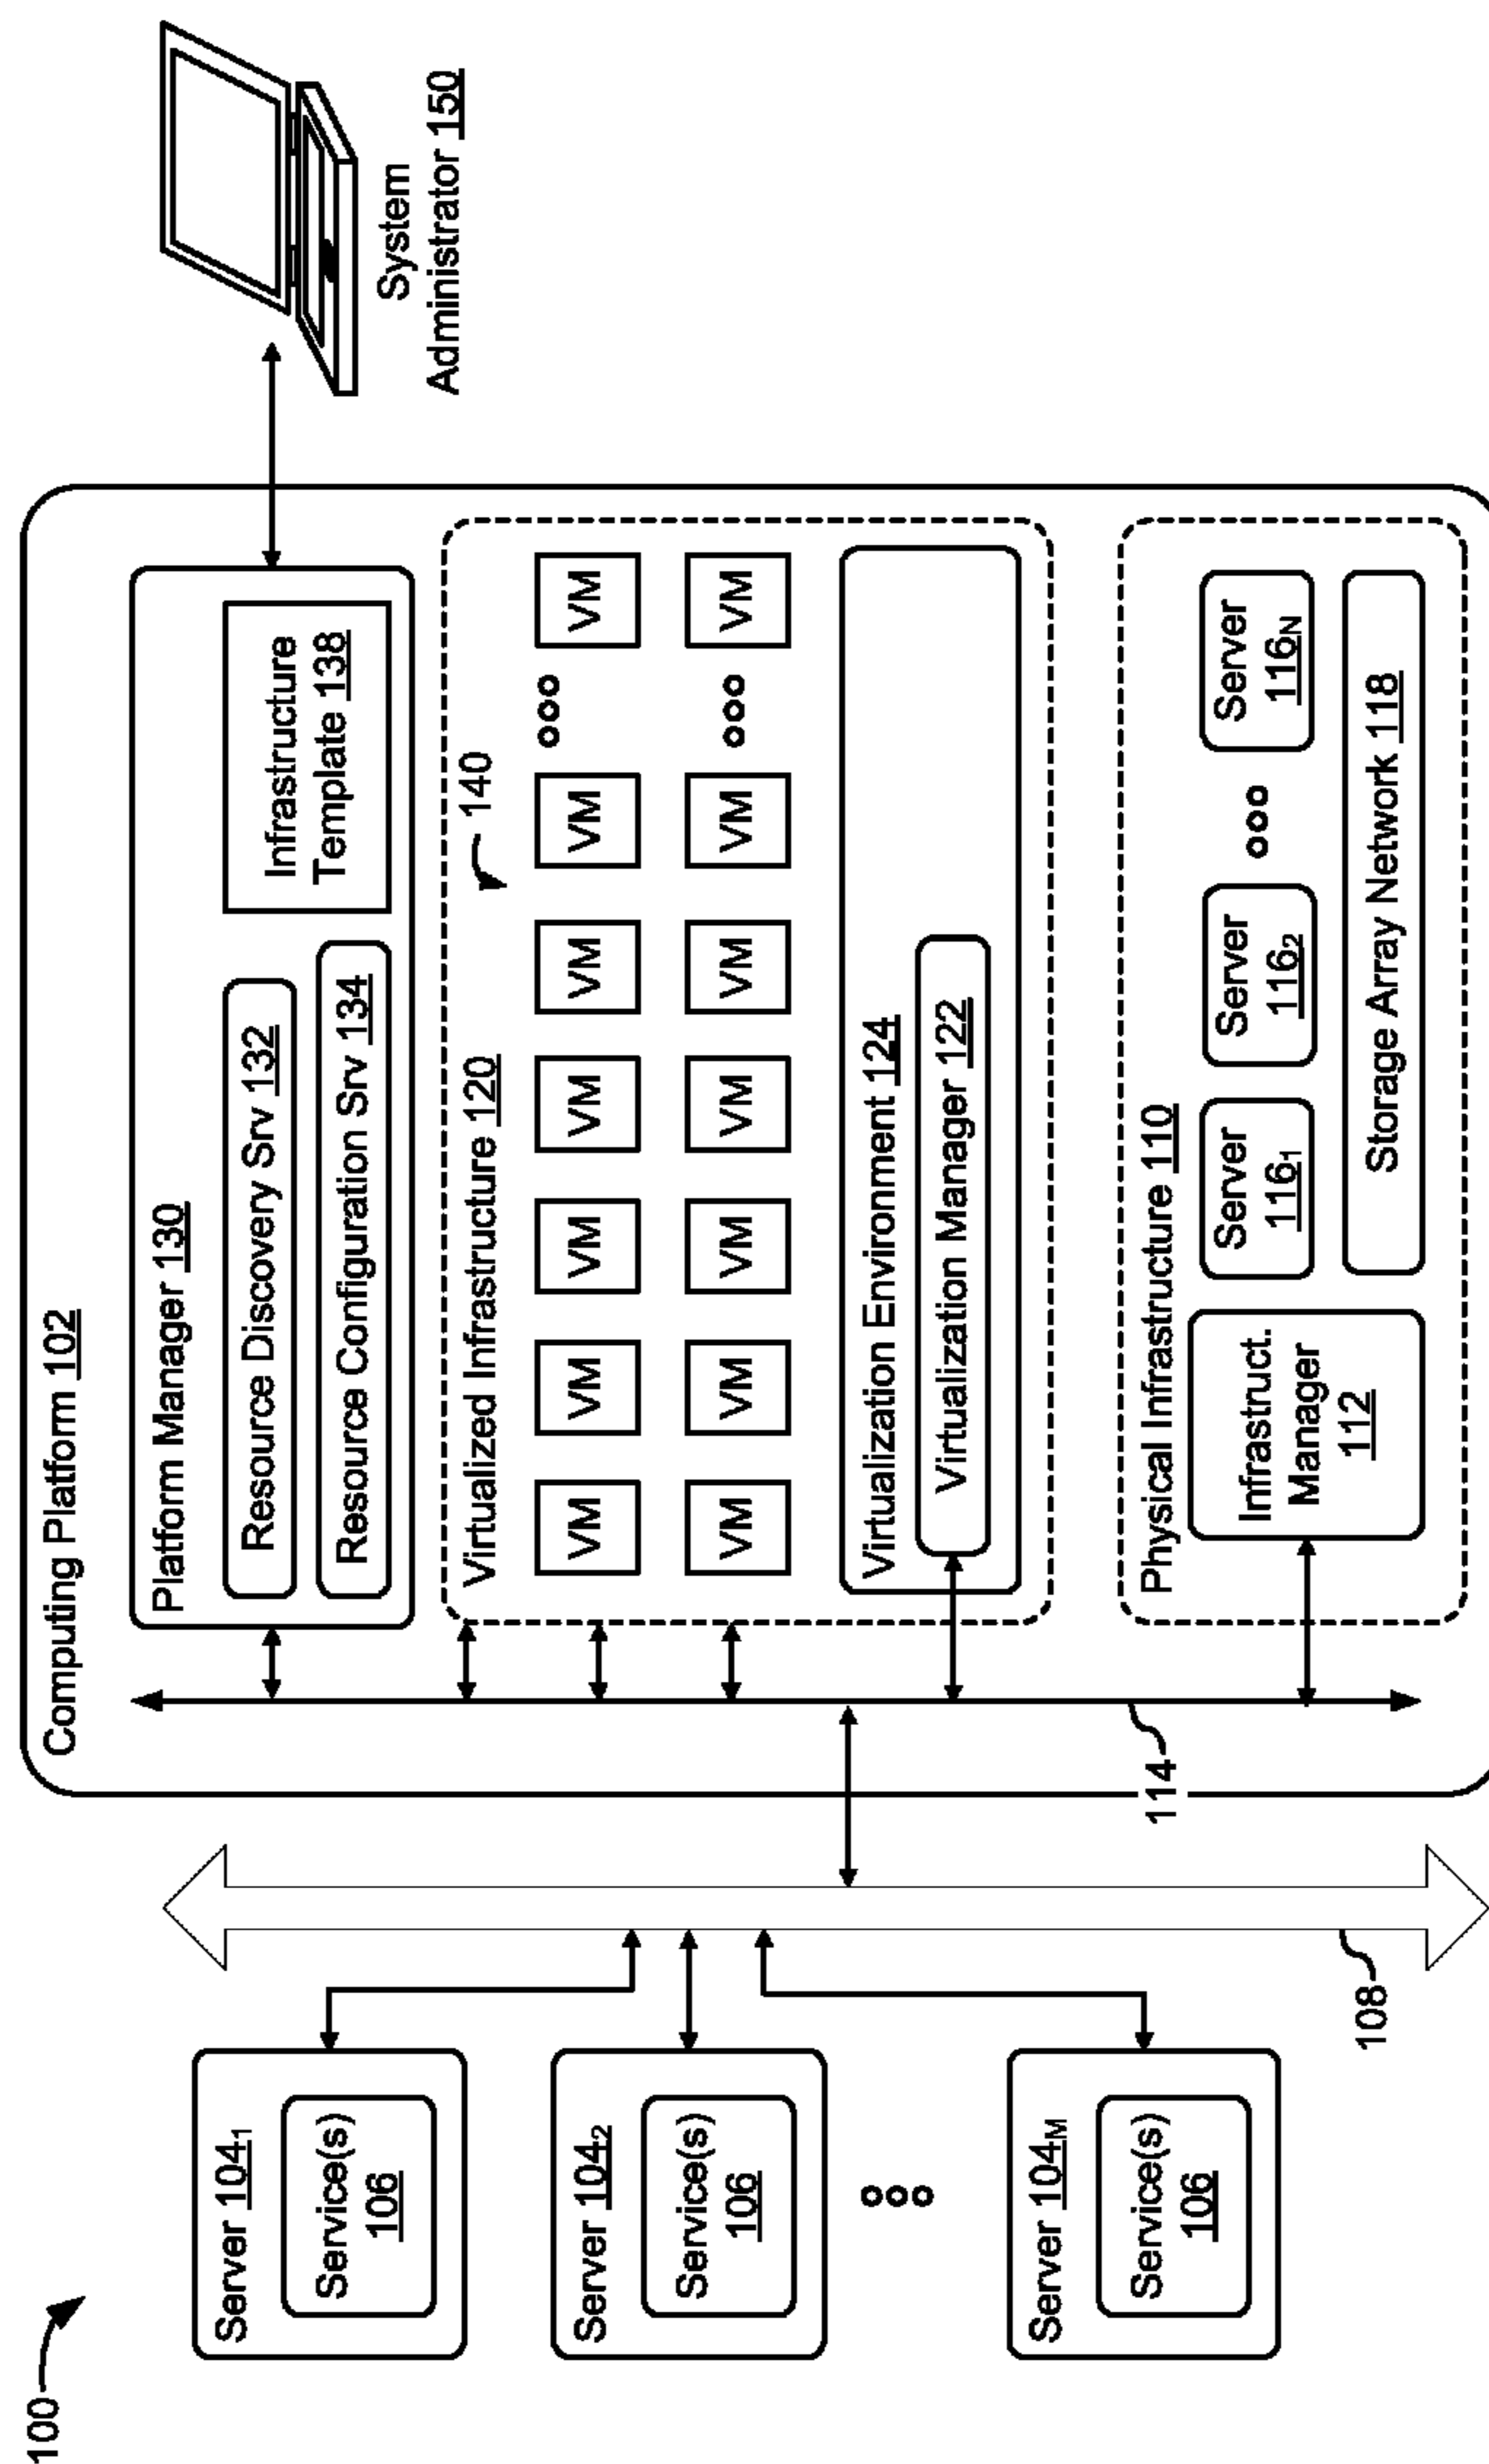 100
Server 104₁
Service(s)
106
Server 104₂
Service(s)
106
Server 104M
Service(s)
106
108
Computing Platform 102
114
Platform Manager 130
Resource Discovery Srv 132
Resource Configuration Srv 134
Infrastructure
Template 138
Virtualized Infrastructure 120
140
VM VM VM VM VM VM VM
VM VM VM VM VM VM VM
Virtualization Environment 124
Virtualization Manager 122
Physical Infrastructure 110
Infrastruct.
Manager
112
Server
116₁
Server
116₂
Server
116N
Storage Array Network 118
System
Administrator 150